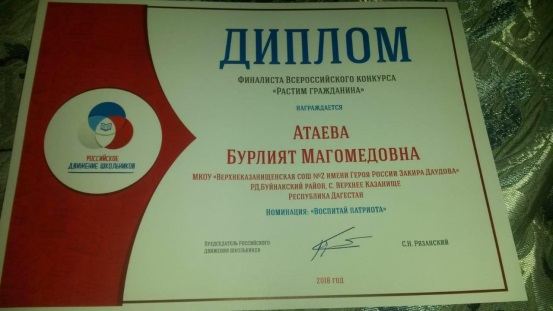 ДИПЛОМ
ФИНАЛИСТА ВСЕРОССИЙСКОГО КОНКУРСА
«РАСТИМ ГРАЖДАНИНА»
НАГРАЖДАЕТСЯ
АТАЕВА
БУРЛИЯТ МАГОМЕДОВНА
МКОУ «ВЕРХНЕКАЗАНИЩЕНСКАЯ СОШ №2 ИМЕНИ ГЕРОЯ РОССИИ ЗАКИРА ДАУДОВА»
РД, БУЙНАКСКИЙ РАЙОН, С. ВЕРХНЕЕ КАЗАНИЩЕ
РЕСПУБЛИКА ДАГЕСТАН
НОМИНАЦИЯ: «ВОСПИТАЙ ПАТРИОТА»
РОССИЙСКОЕ
ДВИЖЕНИЕ ШКОЛЬНИКОВ
ПРЕДСЕДАТЕЛЬ РОССИЙСКОГО
ДВИЖЕНИЯ ШКОЛЬНИКОВ
С.Н. РЯЗАНСКИЙ
2018 ГОД